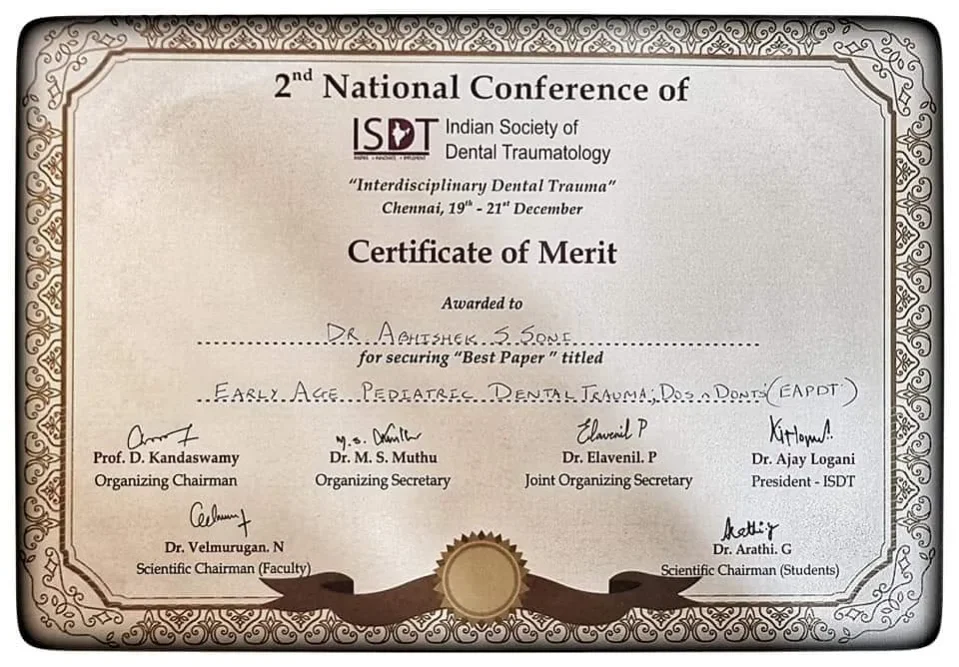 2nd National Conference of
ISDT Indian Society of
Dental Traumatology
"Interdisciplinary Dental Trauma"
Chennai, 19th - 21st December
Certificate of Merit
Awarded to
DR. ABHISHEK S SONI
for securing "Best Paper" titled
EARLY AGE PEDIATRIC DENTAL TRAUMA; DOS n DONTS (EAPDT)
M.S. Elavenil P
Prof. D. Kandaswamy Dr. M. S. Muthu Dr. Elavenil. P Dr. Ajay Logani
Organizing Chairman Organizing Secretary Joint Organizing Secretary President - ISDT
Arathi.G
Dr. Velmurugan. N Dr. Arathi. G
Scientific Chairman (Faculty) Scientific Chairman (Students)